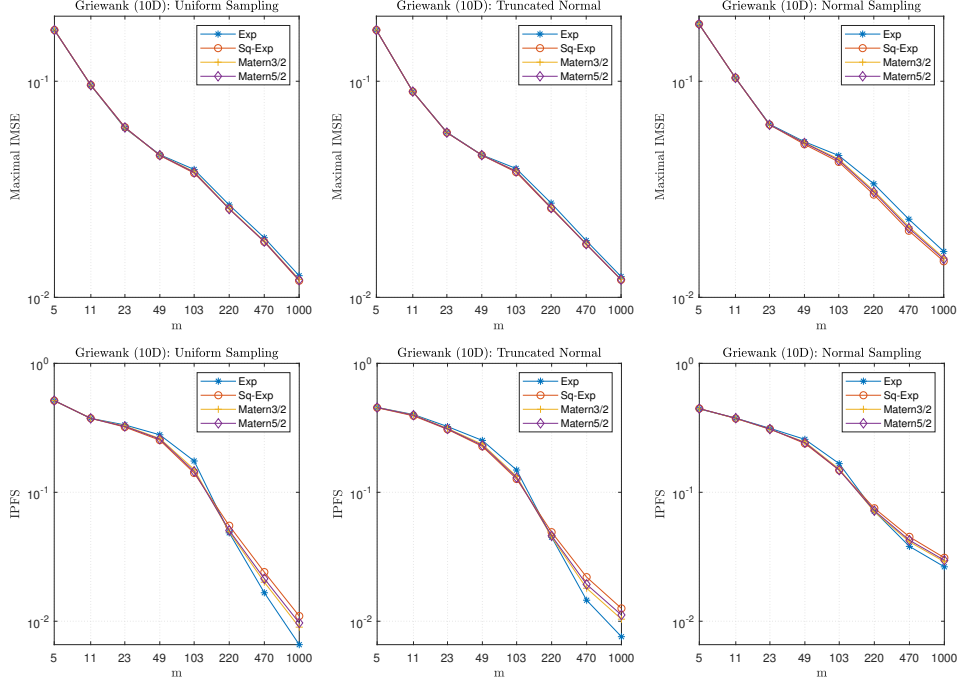 Griewank (10D): Uniform Sampling
Maximal IMSE
10^-1
10^-2
Exp
Sq-Exp
Matern3/2
Matern5/2
5 11 23 49 103 220 470 1000
m
Griewank (10D): Truncated Normal
Maximal IMSE
10^-1
10^-2
Exp
Sq-Exp
Matern3/2
Matern5/2
5 11 23 49 103 220 470 1000
m
Griewank (10D): Normal Sampling
Maximal IMSE
10^-1
10^-2
Exp
Sq-Exp
Matern3/2
Matern5/2
5 11 23 49 103 220 470 1000
m
Griewank (10D): Uniform Sampling
IPFS
10^0
10^-1
10^-2
Exp
Sq-Exp
Matern3/2
Matern5/2
5 11 23 49 103 220 470 1000
m
Griewank (10D): Truncated Normal
IPFS
10^0
10^-1
10^-2
Exp
Sq-Exp
Matern3/2
Matern5/2
5 11 23 49 103 220 470 1000
m
Griewank (10D): Normal Sampling
IPFS
10^0
10^-1
10^-2
Exp
Sq-Exp
Matern3/2
Matern5/2
5 11 23 49 103 220 470 1000
m